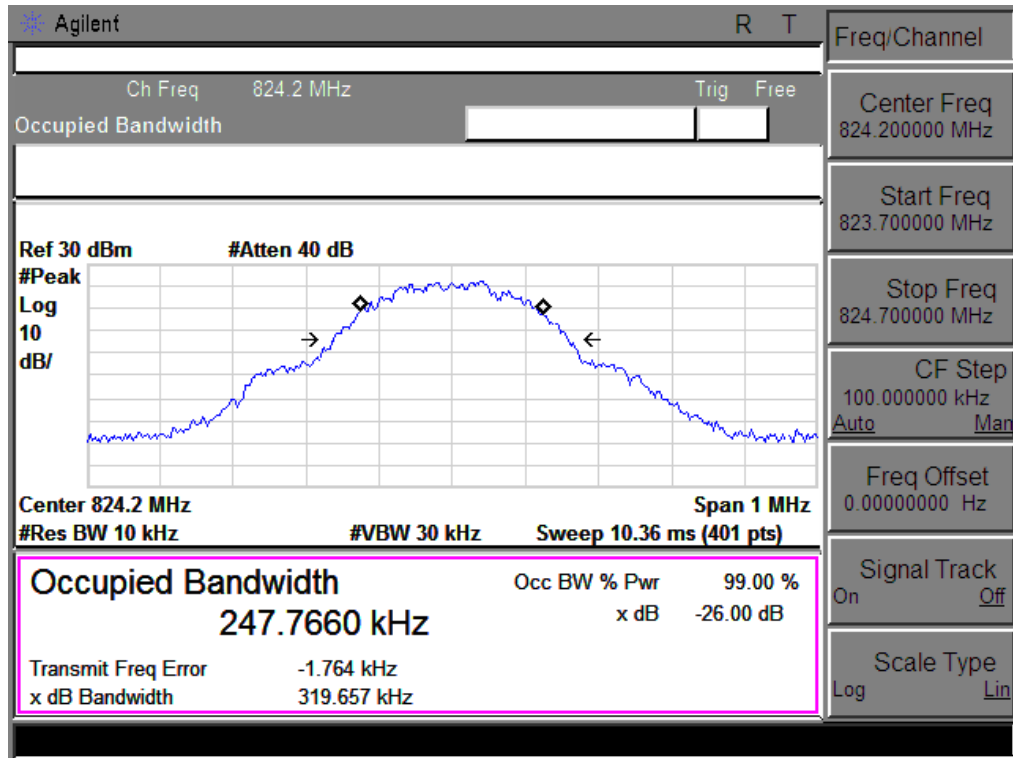 Agilent R T
Ch Freq 824.2 MHz Trig Free
Occupied Bandwidth
Ref 30 dBm #Atten 40 dB
#Peak
Log
10
dB/
Center 824.2 MHz Span 1 MHz
#Res BW 10 kHz #VBW 30 kHz Sweep 10.36 ms (401 pts)
Occupied Bandwidth Occ BW % Pwr 99.00 %
247.7660 kHz x dB -26.00 dB
Transmit Freq Error -1.764 kHz
x dB Bandwidth 319.657 kHz
Freq/Channel
Center Freq
824.200000 MHz
Start Freq
823.700000 MHz
Stop Freq
824.700000 MHz
CF Step
100.000000 kHz
Auto Man
Freq Offset
0.00000000 Hz
Signal Track
On Off
Scale Type
Log Lin